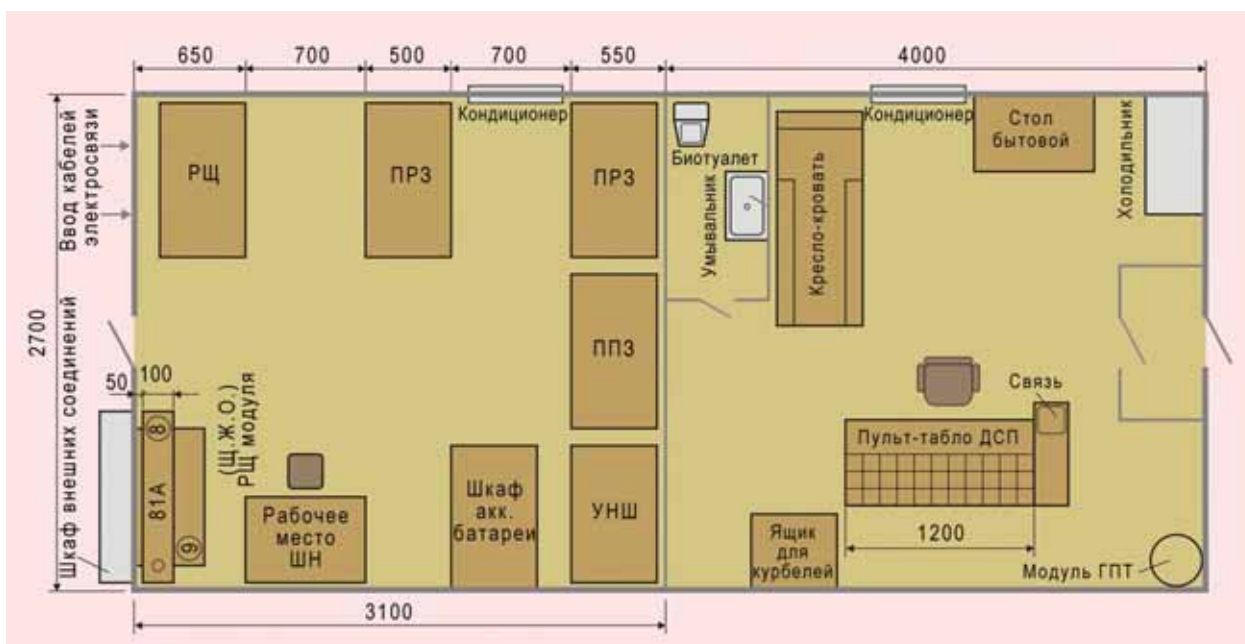 650
700
500
700
550
4000
Ввод кабелей
электросвязи
РЩ
ПРЗ
Кондиционер
ПРЗ
Биотуалет
Умывальник
Кресло-кровать
Кондиционер
Стол
бытовой
Холодильник
2700
ППЗ
Шкаф внешних соединений
50
100
8
81А
9
(Щ.Ж.О.)
РЩ модуля
Рабочее
место
ШН
Шкаф
акк.
батареи
УНШ
Связь
Пульт-табло ДСП
1200
Ящик
для
курбелей
Модуль ГПТ
3100